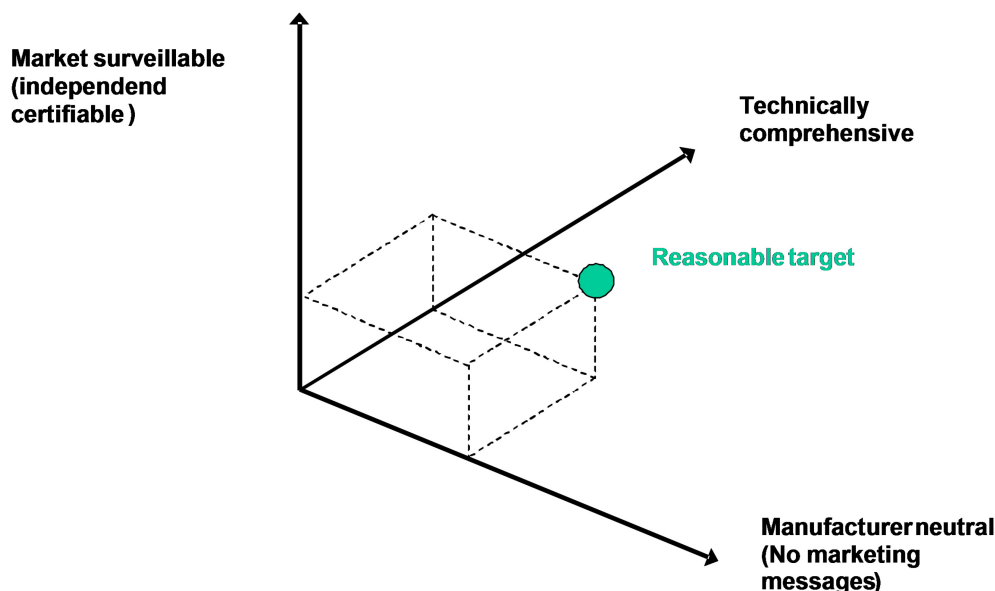 Market surveillable
(independend
certifiable )
Technically
comprehensive
Reasonable target
Manufacturer neutral
(No marketing
messages)